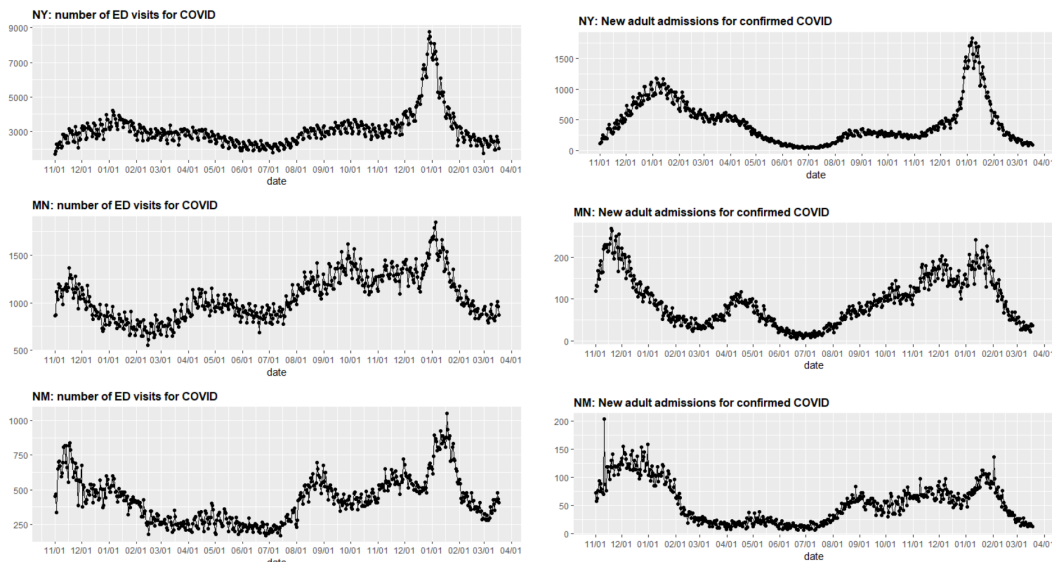 NY: number of ED visits for COVID
9000
7000
5000
3000
11/01 12/01 01/01 02/01 03/01 04/01 05/01 06/01 07/01 08/01 09/01 10/01 11/01 12/01 01/01 02/01 03/01 04/01
date
NY: New adult admissions for confirmed COVID
1500
1000
500
0
11/01 12/01 01/01 02/01 03/01 04/01 05/01 06/01 07/01 08/01 09/01 10/01 11/01 12/01 01/01 02/01 03/01 04/01
date
MN: number of ED visits for COVID
1500
1000
500
11/01 12/01 01/01 02/01 03/01 04/01 05/01 06/01 07/01 08/01 09/01 10/01 11/01 12/01 01/01 02/01 03/01 04/01
date
MN: New adult admissions for confirmed COVID
200
100
0
11/01 12/01 01/01 02/01 03/01 04/01 05/01 06/01 07/01 08/01 09/01 10/01 11/01 12/01 01/01 02/01 03/01 04/01
date
NM: number of ED visits for COVID
1000
750
500
250
11/01 12/01 01/01 02/01 03/01 04/01 05/01 06/01 07/01 08/01 09/01 10/01 11/01 12/01 01/01 02/01 03/01 04/01
date
NM: New adult admissions for confirmed COVID
200
150
100
50
0
11/01 12/01 01/01 02/01 03/01 04/01 05/01 06/01 07/01 08/01 09/01 10/01 11/01 12/01 01/01 02/01 03/01 04/01
date